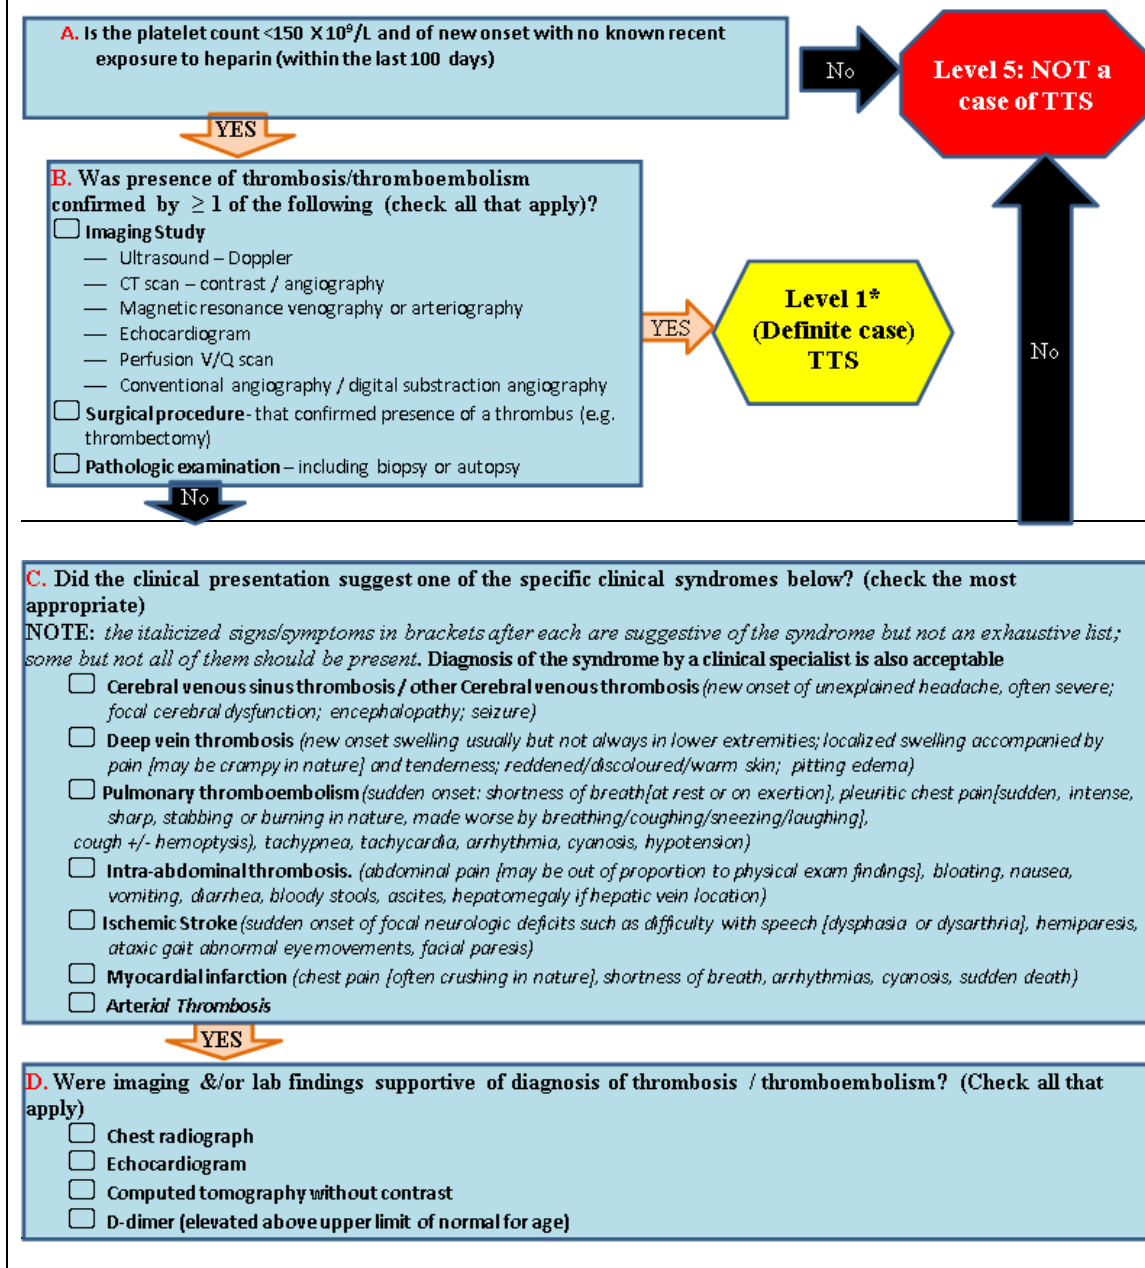 A. Is the platelet count <150 X10⁹/L and of new onset with no known recent
exposure to heparin (within the last 100 days)
No
Level 5: NOT a
case of TTS
YES
B. Was presence of thrombosis/thromboembolism
confirmed by ≥ 1 of the following (check all that apply)?
Imaging Study
— Ultrasound – Doppler
— CT scan – contrast / angiography
— Magnetic resonance venography or arteriography
— Echocardiogram
— Perfusion V/Q scan
— Conventional angiography / digital substraction angiography
Surgical procedure- that confirmed presence of a thrombus (e.g.
thrombectomy)
Pathologic examination – including biopsy or autopsy
YES
Level 1*
(Definite case)
TTS
No
No
C. Did the clinical presentation suggest one of the specific clinical syndromes below? (check the most
appropriate)
NOTE: the italicized signs/symptoms in brackets after each are suggestive of the syndrome but not an exhaustive list;
some but not all of them should be present. Diagnosis of the syndrome by a clinical specialist is also acceptable
Cerebral venous sinus thrombosis / other Cerebral venous thrombosis (new onset of unexplained headache, often severe;
focal cerebral dysfunction; encephalopathy; seizure)
Deep vein thrombosis (new onset swelling usually but not always in lower extremities; localized swelling accompanied by
pain [may be crampy in nature] and tenderness; reddened/discoloured/warm skin; pitting edema)
Pulmonary thromboembolism (sudden onset: shortness of breath[at rest or on exertion], pleuritic chest pain[sudden, intense,
sharp, stabbing or burning in nature, made worse by breathing/coughing/sneezing/laughing],
cough +/- hemoptysis), tachypnea, tachycardia, arrhythmia, cyanosis, hypotension)
Intra-abdominal thrombosis. (abdominal pain [may be out of proportion to physical exam findings], bloating, nausea,
vomiting, diarrhea, bloody stools, ascites, hepatomegaly if hepatic vein location)
Ischemic Stroke (sudden onset of focal neurologic deficits such as difficulty with speech [dysphasia or dysarthria], hemiparesis,
ataxic gait abnormal eye movements, facial paresis)
Myocardial infarction (chest pain [often crushing in nature], shortness of breath, arrhythmias, cyanosis, sudden death)
Arterial Thrombosis
YES
D. Were imaging &/or lab findings supportive of diagnosis of thrombosis / thromboembolism? (Check all that
apply)
Chest radiograph
Echocardiogram
Computed tomography without contrast
D-dimer (elevated above upper limit of normal for age)